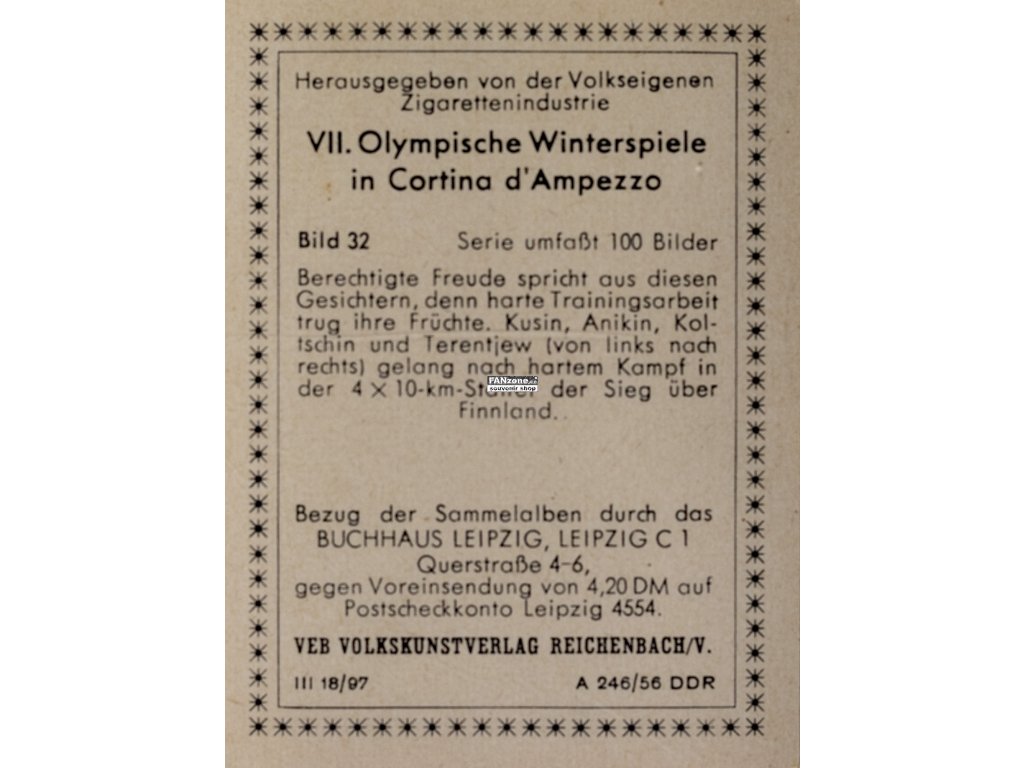 Herausgegeben von der Volkseigenen
Zigarettenindustrie
VII. Olympische Winterspiele
in Cortina d'Ampezzo
Bild 32 Serie umfaßt 100 Bilder
Berechtigte Freude spricht aus diesen
Gesichtern, denn harte Trainingsarbeit
trug ihre Früchte. Kusin, Anikin, Kol-
tschin und Terentjew (von links nach
rechts) gelang nach hartem Kampf in
der 4 × 10-km-Staffel der Sieg über
Finnland.
FANzone.cz
souvenir shop
Bezug der Sammelalben durch das
BUCHHAUS LEIPZIG, LEIPZIG C 1
Querstraße 4-6,
gegen Voreinsendung von 4,20 DM auf
Postscheckkonto Leipzig 4554.
VEB VOLKSKUNSTVERLAG REICHENBACH/V.
III 18/97 A 246/56 DDR